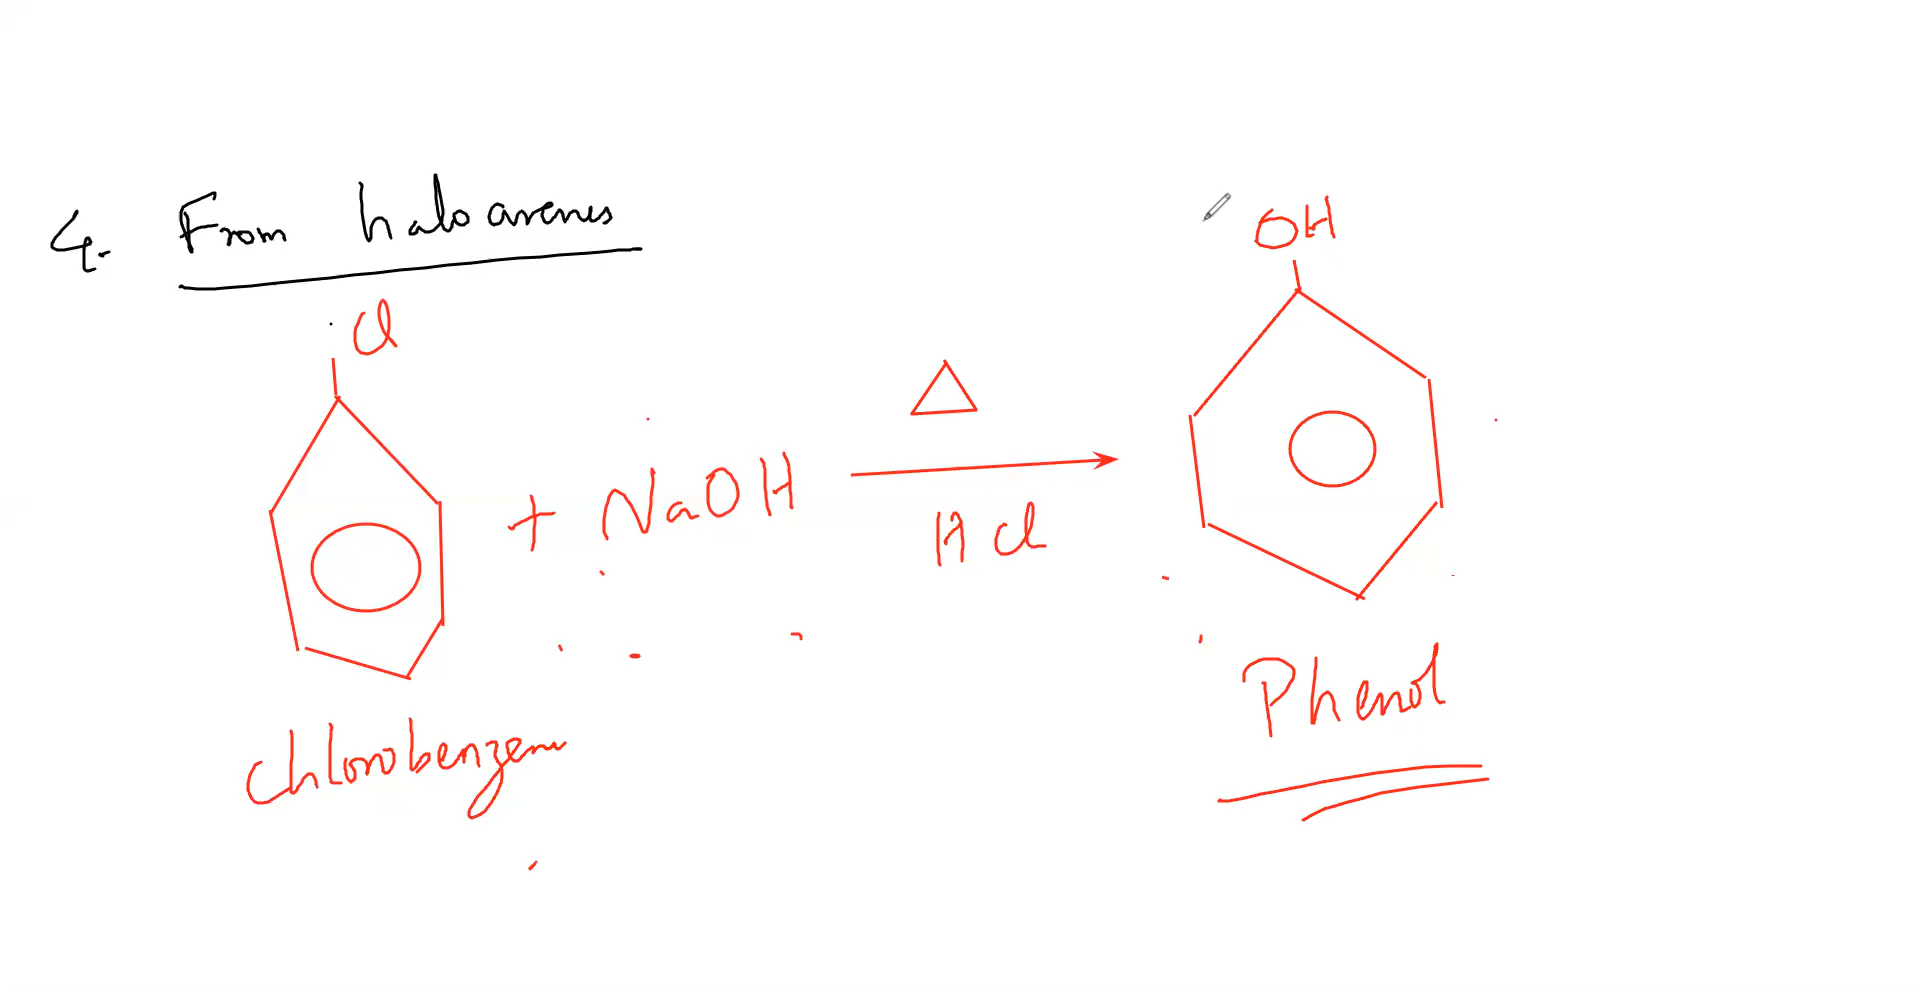 4. From haloarenes
Cl
OH
+ NaOH
△
HCl
Chlorobenzene
Phenol